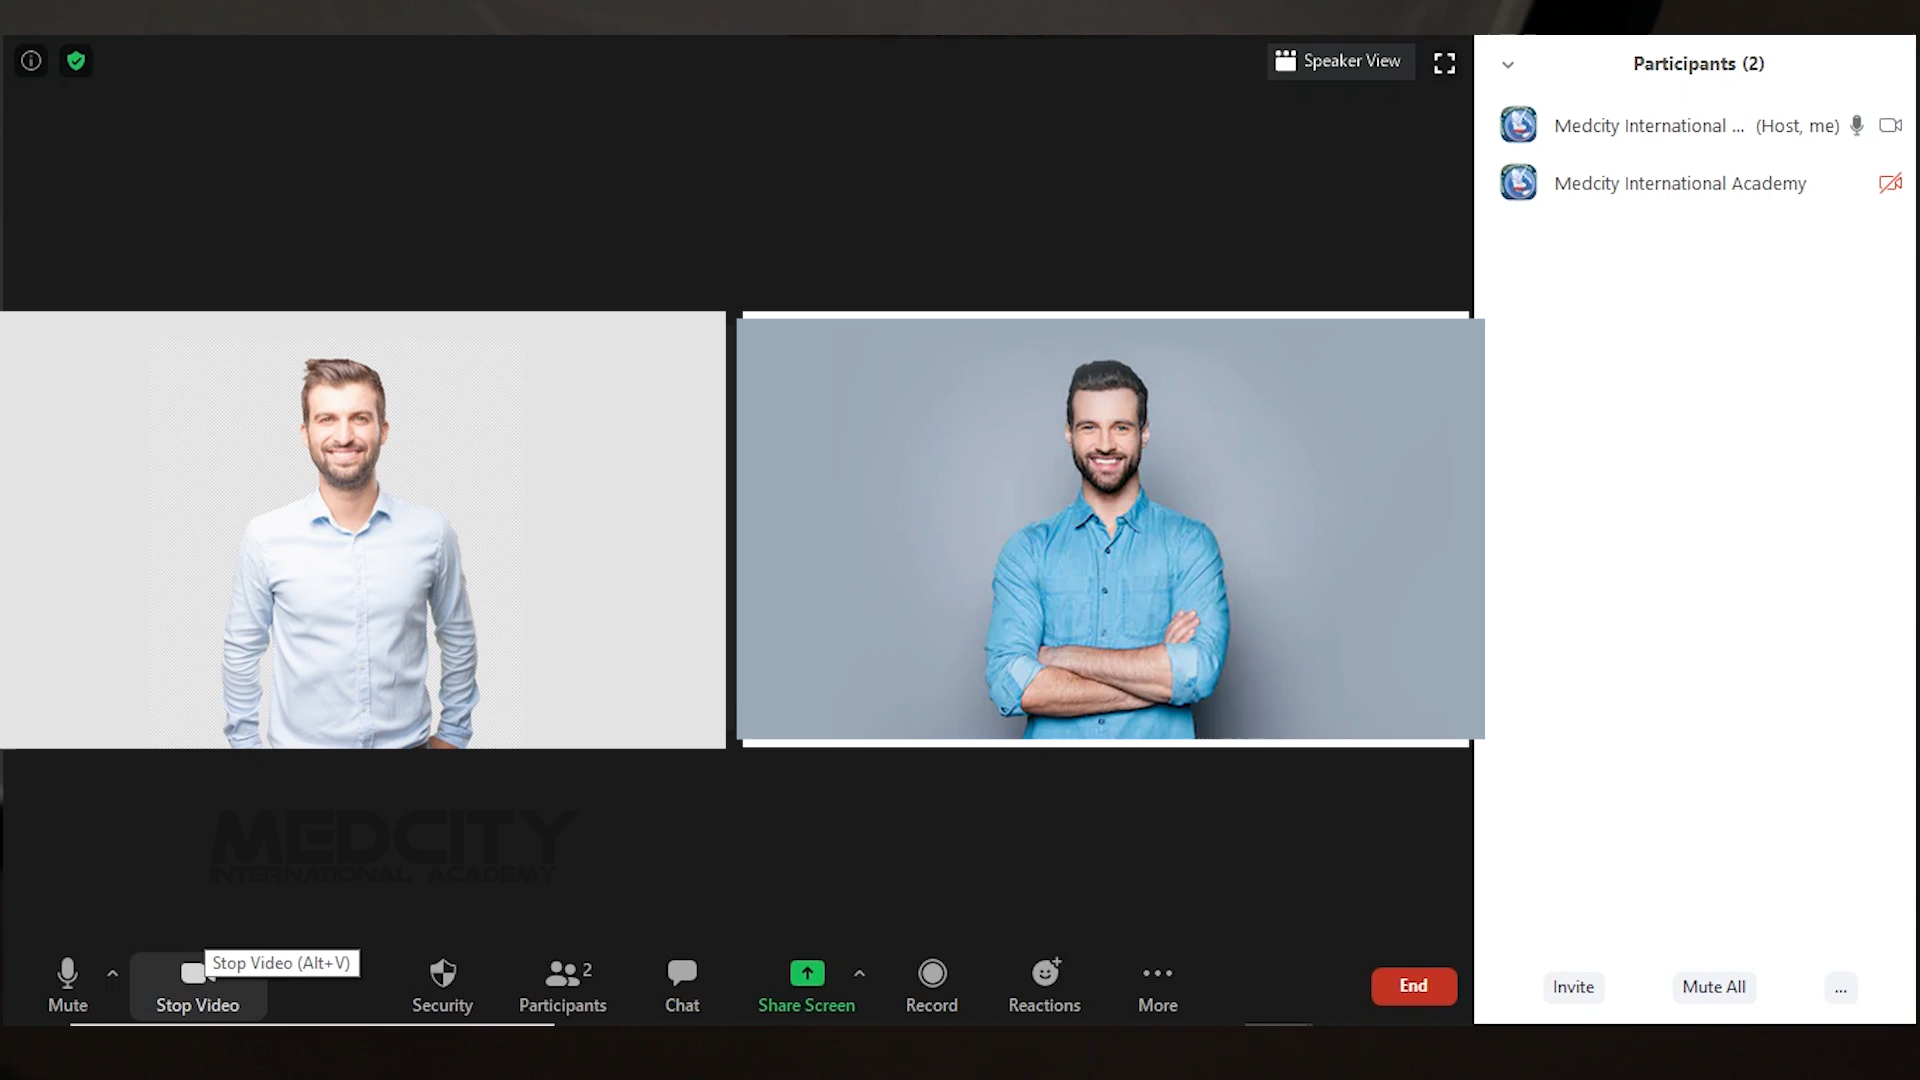 Speaker View
Participants (2)
Medcity International ... (Host, me)
Medcity International Academy
MEDCITY
INTERNATIONAL ACADEMY
Stop Video (Alt+V)
Mute
Stop Video
Security
2
Participants
Chat
Share Screen
Record
Reactions
More
End
Invite
Mute All
...